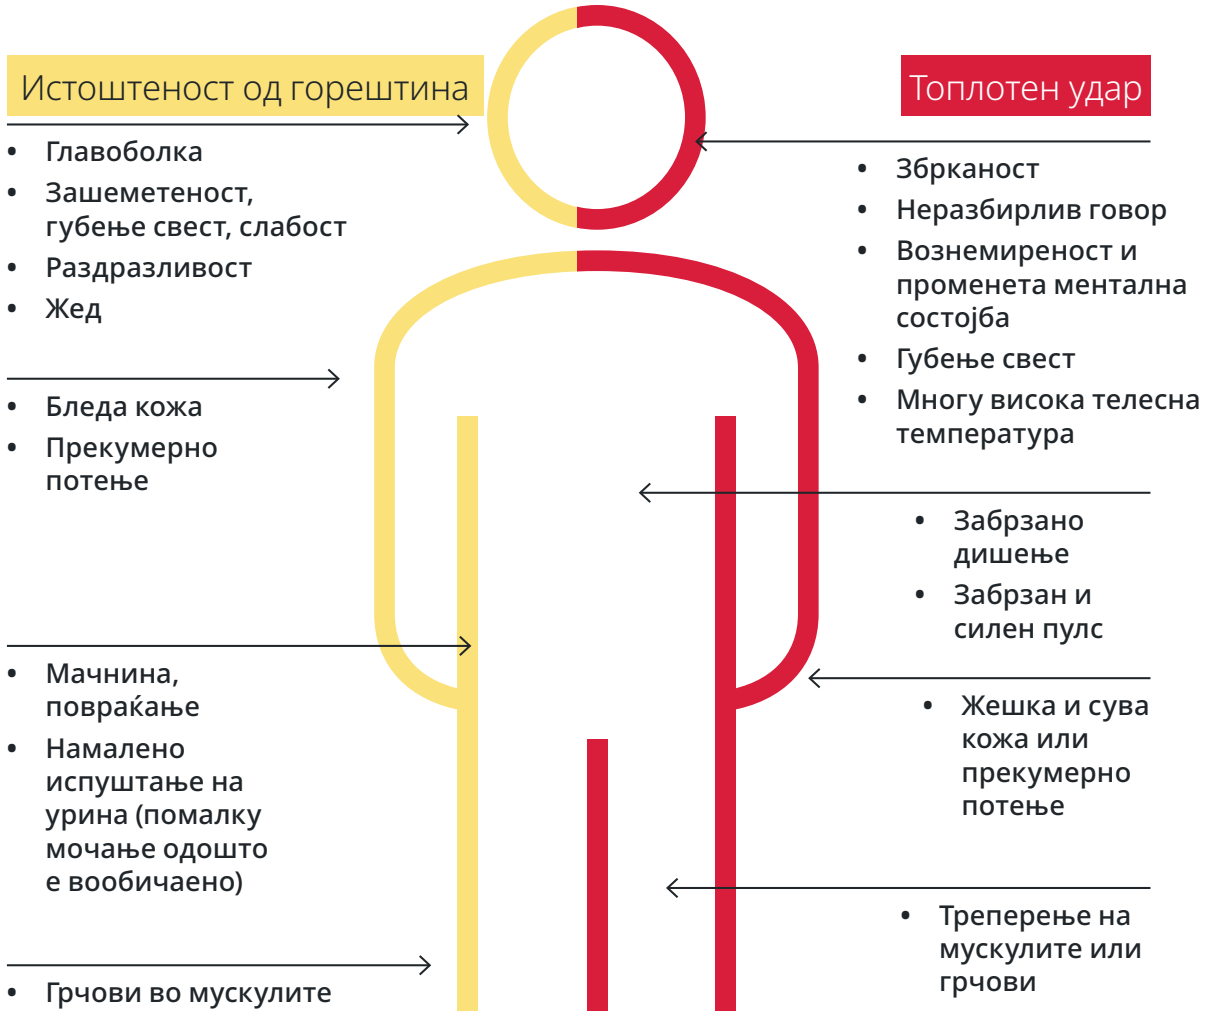 Истоштеност од горештина
• Главоболка
• Зашеметеност,
губење свест, слабост
• Раздразливост
• Жед
• Бледа кожа
• Прекумерно
потење
• Мачнина,
повраќање
• Намалено
испуштање на
урина (помалку
мочање одошто
е вообичаено)
• Грчови во мускулите
Топлотен удар
• Збрканост
• Неразбирлив говор
• Вознемиреност и
променета ментална
состојба
• Губење свест
• Многу висока телесна
температура
• Забрзано
дишење
• Забрзан и
силен пулс
• Жешка и сува
кожа или
прекумерно
потење
• Треперење на
мускулите или
грчови